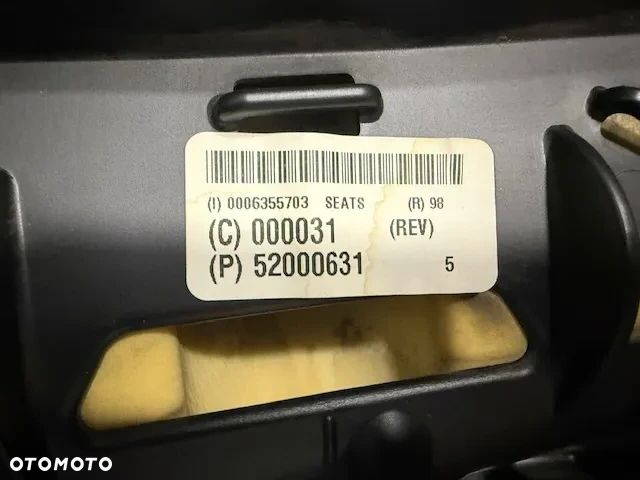 (I) 0006355703 SEATS (R) 98
(C) 000031 (REV)
(P) 52000631 5
OTOMOTO